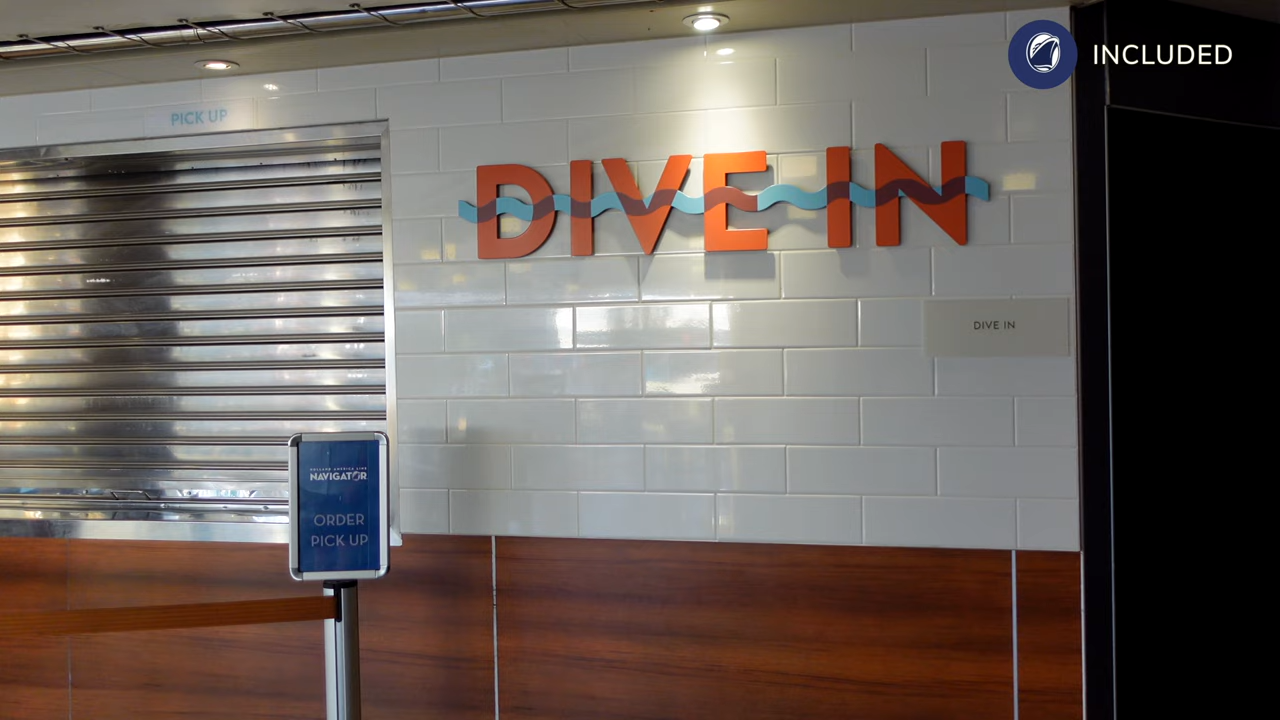 INCLUDED
PICK UP
DIVE IN
DIVE IN
HOLLAND AMERICA LINE
NAVIGATOR
ORDER
PICK UP